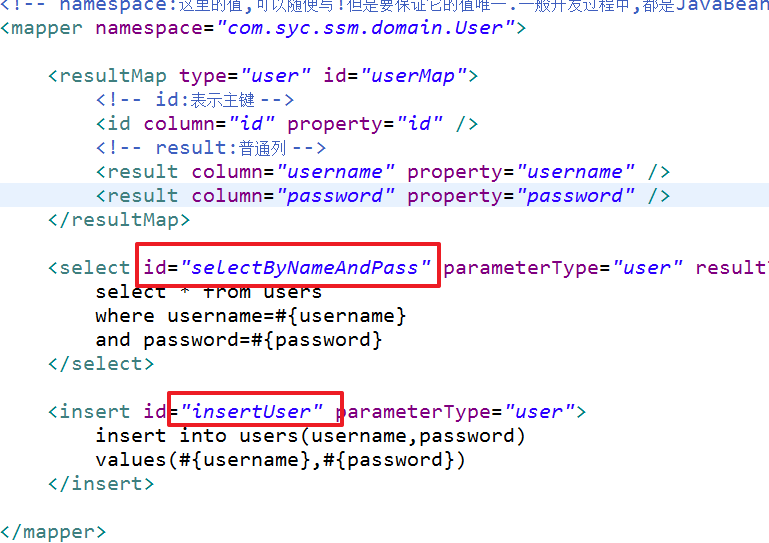 <!-- namespace:这里的值,可以随便写!但是要保证它的值唯一.一般开发过程中,都是JavaBean
<mapper namespace="com.syc.ssm.domain.User">
<resultMap type="user" id="userMap">
<!-- id:表示主键 -->
<id column="id" property="id" />
<!-- result:普通列 -->
<result column="username" property="username" />
<result column="password" property="password" />
</resultMap>
<select id="selectByNameAndPass" parameterType="user" result
select * from users
where username=#{username}
and password=#{password}
</select>
<insert id="insertUser" parameterType="user">
insert into users(username,password)
values(#{username},#{password})
</insert>
</mapper>